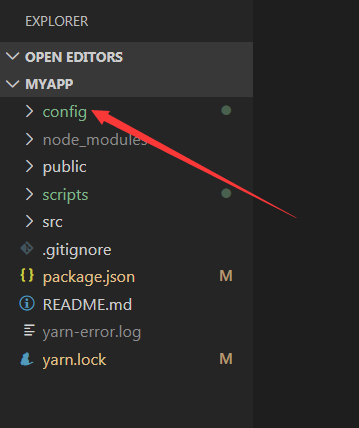 EXPLORER
OPEN EDITORS
MYAPP
config
node_modules
public
scripts
src
.gitignore
package.json M
README.md
yarn-error.log
yarn.lock M